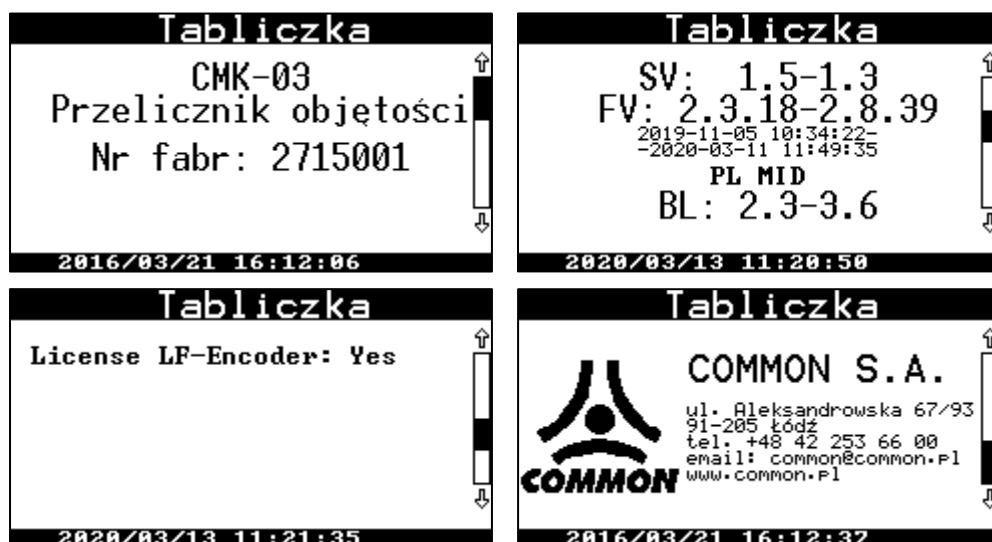 Tabliczka
CMK-03
Przelicznik objętości
Nr fabr: 2715001
2016/03/21 16:12:06
Tabliczka
SV: 1.5-1.3
FV: 2.3.18-2.8.39
2019-11-05 10:34:22-
-2020-03-11 11:49:35
PL MID
BL: 2.3-3.6
2020/03/13 11:20:50
Tabliczka
License LF-Encoder: Yes
2020/03/13 11:21:35
Tabliczka
COMMON S.A.
ul. Aleksandrowska 67/93
91-205 Łódź
tel. +48 42 253 66 00
email: common@common.pl
www.common.pl
COMMON
2016/03/21 16:12:37